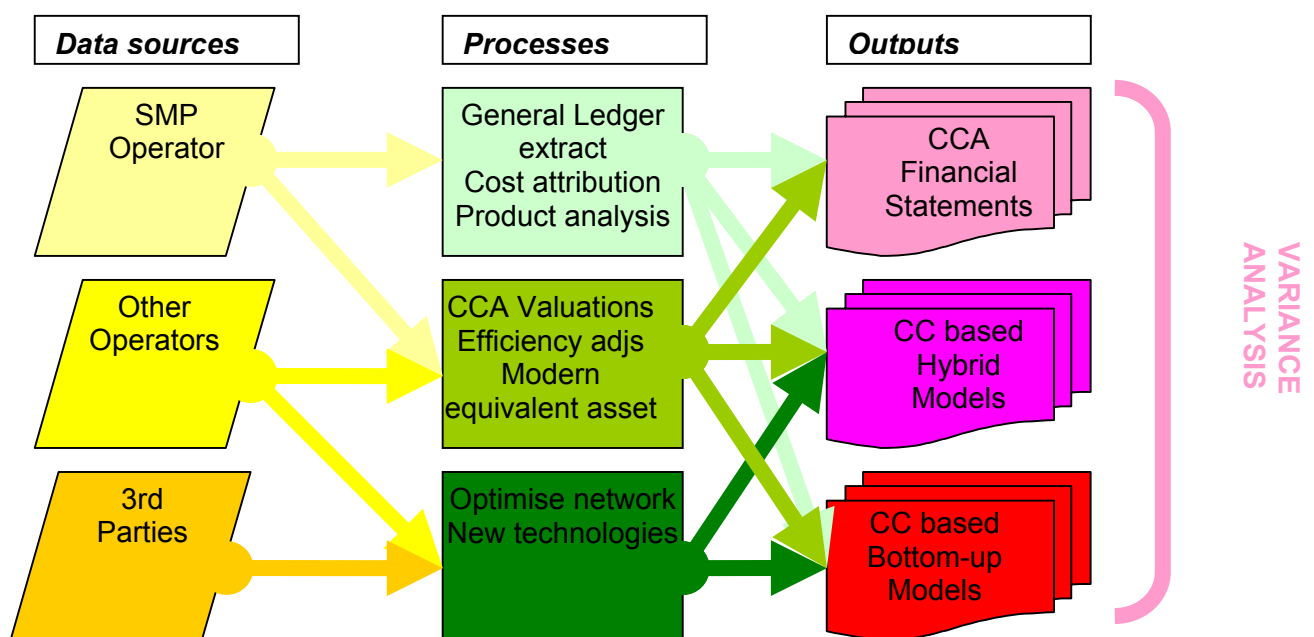 Data sources
Processes
Outputs
SMP
Operator
General Ledger
extract
Cost attribution
Product analysis
CCA
Financial
Statements
Other
Operators
CCA Valuations
Efficiency adjs
Modern
equivalent asset
CC based
Hybrid
Models
3rd
Parties
Optimise network
New technologies
CC based
Bottom-up
Models
VARIANCE
ANALYSIS